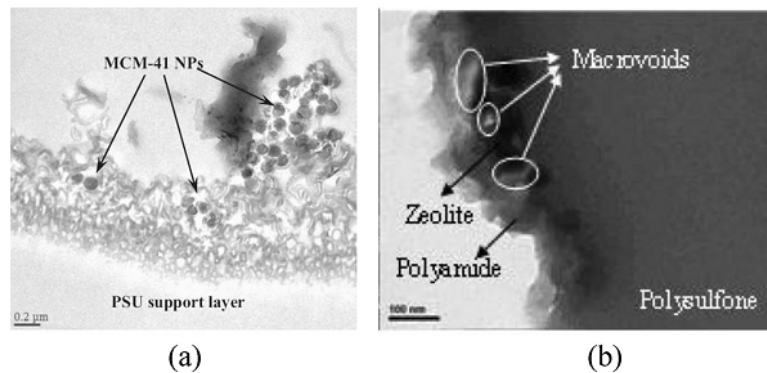 MCM-41 NPs
PSU support layer
0.2 µm
(a)
Macrovoids
Zeolite
Polyamide
Polysulfone
100 nm
(b)